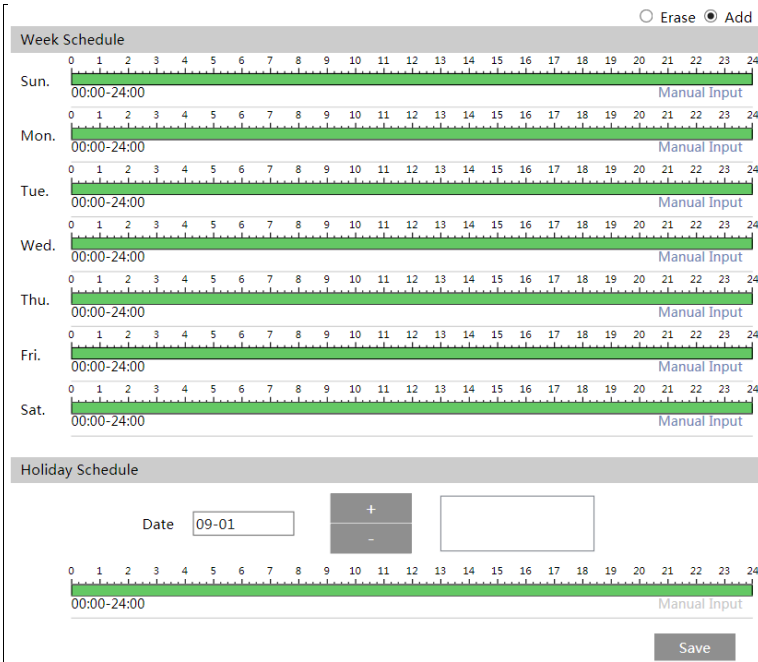 Erase Add
Week Schedule
0 1 2 3 4 5 6 7 8 9 10 11 12 13 14 15 16 17 18 19 20 21 22 23 24
Sun.
00:00-24:00 Manual Input
0 1 2 3 4 5 6 7 8 9 10 11 12 13 14 15 16 17 18 19 20 21 22 23 24
Mon.
00:00-24:00 Manual Input
0 1 2 3 4 5 6 7 8 9 10 11 12 13 14 15 16 17 18 19 20 21 22 23 24
Tue.
00:00-24:00 Manual Input
0 1 2 3 4 5 6 7 8 9 10 11 12 13 14 15 16 17 18 19 20 21 22 23 24
Wed.
00:00-24:00 Manual Input
0 1 2 3 4 5 6 7 8 9 10 11 12 13 14 15 16 17 18 19 20 21 22 23 24
Thu.
00:00-24:00 Manual Input
0 1 2 3 4 5 6 7 8 9 10 11 12 13 14 15 16 17 18 19 20 21 22 23 24
Fri.
00:00-24:00 Manual Input
0 1 2 3 4 5 6 7 8 9 10 11 12 13 14 15 16 17 18 19 20 21 22 23 24
Sat.
00:00-24:00 Manual Input
Holiday Schedule
+
Date 09-01
-
0 1 2 3 4 5 6 7 8 9 10 11 12 13 14 15 16 17 18 19 20 21 22 23 24
00:00-24:00 Manual Input
Save